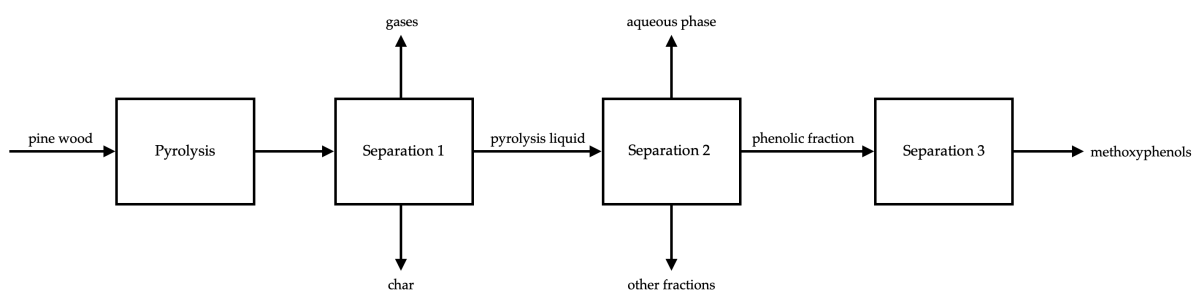 gases
aqueous phase
pine wood
Pyrolysis
Separation 1
pyrolysis liquid
Separation 2
phenolic fraction
Separation 3
methoxyphenols
char
other fractions